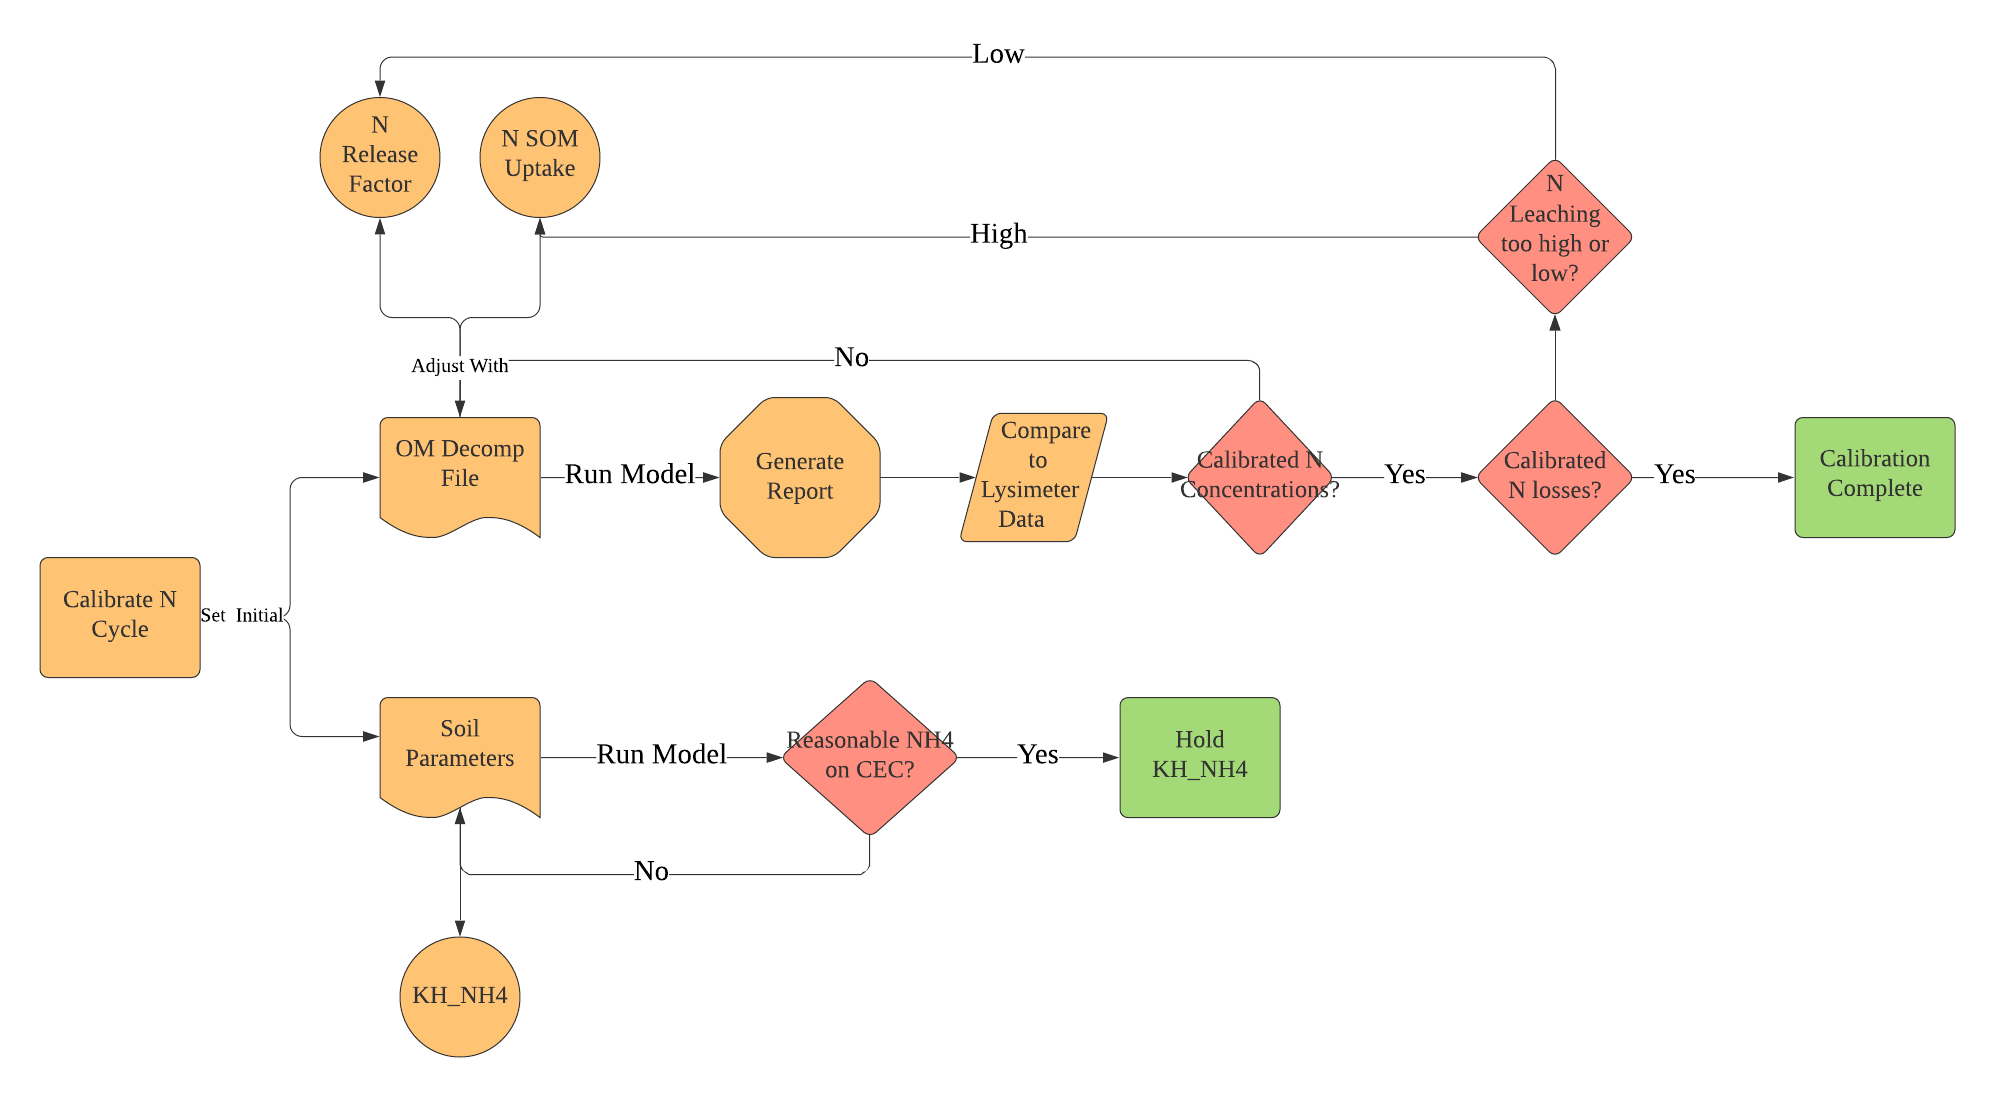 Low
N
Release
Factor
N SOM
Uptake
N
Leaching
too high or
low?
High
No
Adjust With
OM Decomp
File
Run Model
Generate
Report
Compare
to
Lysimeter
Data
Calibrated N
Concentrations?
Yes
Calibrated
N losses?
Yes
Calibration
Complete
Calibrate N
Cycle
Set Initial
Soil
Parameters
Run Model
Reasonable NH4
on CEC?
Yes
Hold
KH_NH4
No
KH_NH4